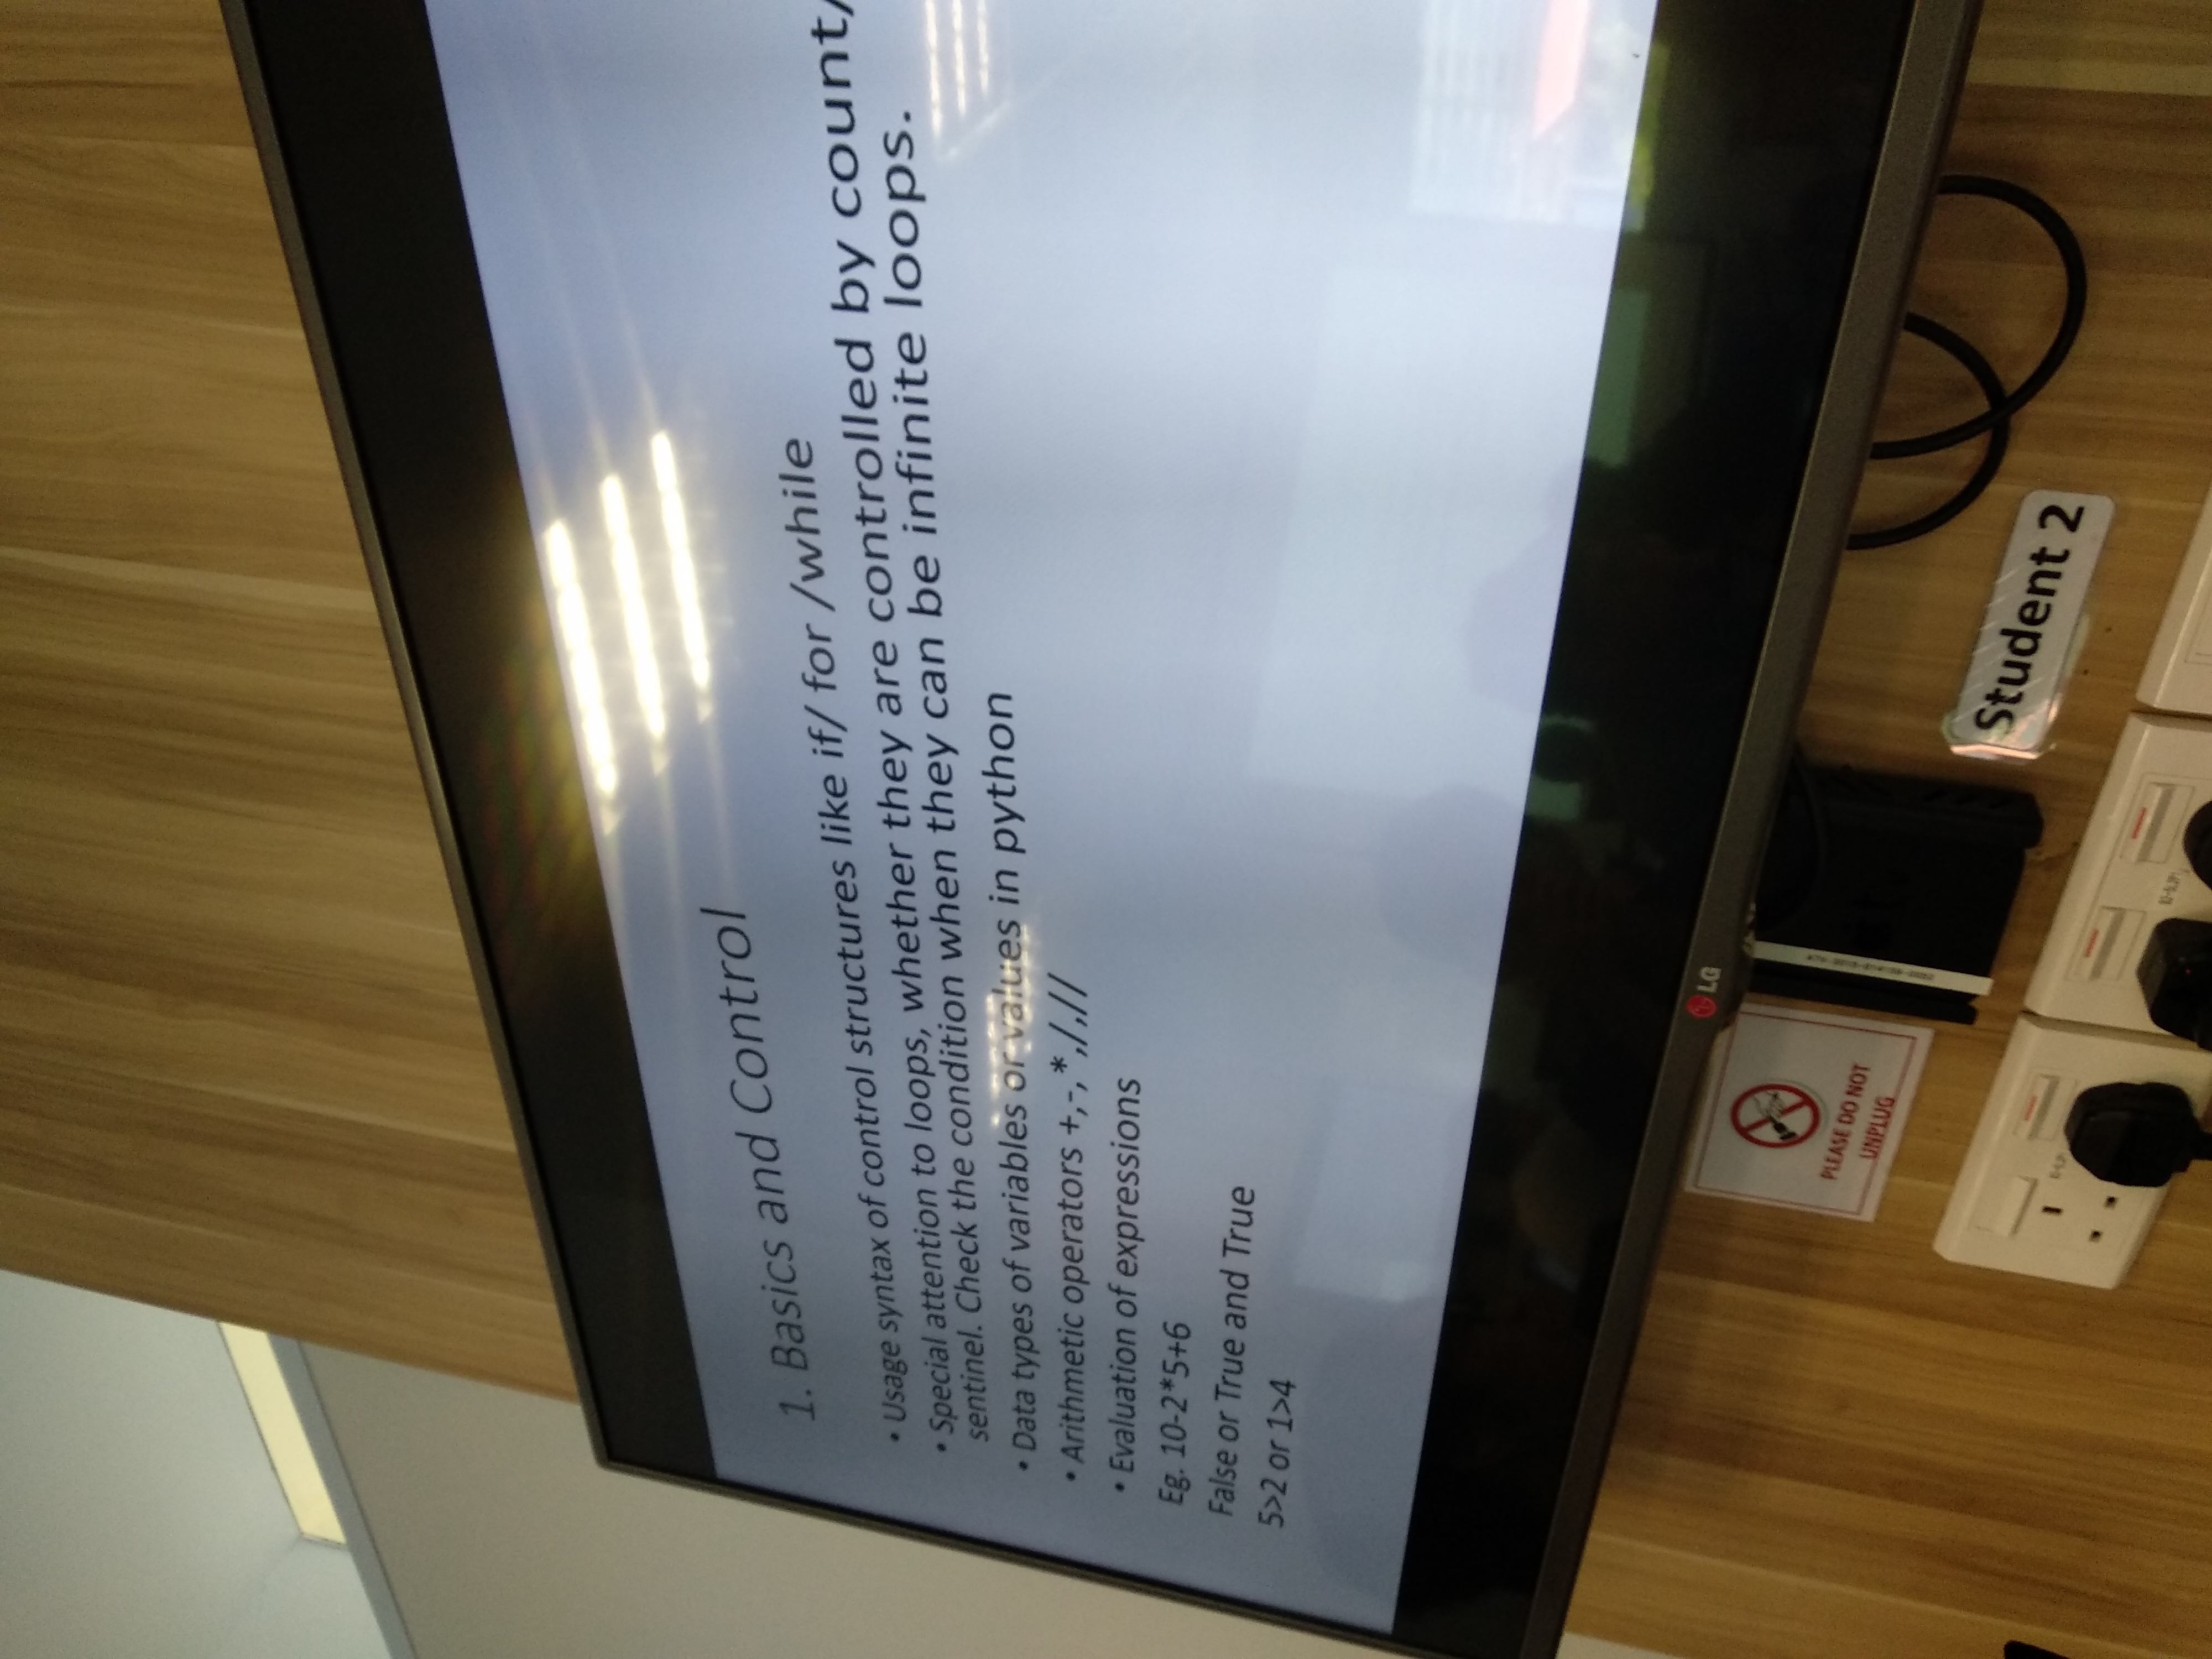 1. Basics and Control
• Usage syntax of control structures like if/ for /while
• Special attention to loops, whether they are controlled by count/
sentinel. Check the condition when they can be infinite loops.
• Data types of variables or values in python
• Arithmetic operators +,-,*,/,//
• Evaluation of expressions
Eg. 10-2*5+6
False or True and True
5>2 or 1>4
LG
PLEASE DO NOT
UNPLUG
Student 2